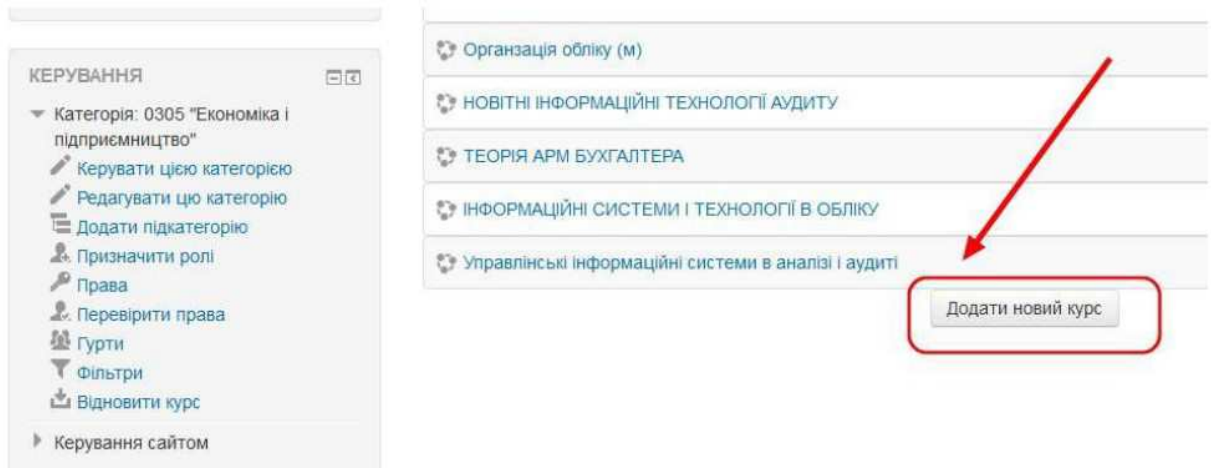 КЕРУВАННЯ
Категорія: 0305 "Економіка і
підприємництво"
Керувати цією категорією
Редагувати цю категорію
Додати підкатегорію
Призначити ролі
Права
Перевірити права
Гурти
Фільтри
Відновити курс
Керування сайтом
Органзація обліку (м)
НОВІТНІ ІНФОРМАЦІЙНІ ТЕХНОЛОГІЇ АУДИТУ
ТЕОРІЯ АРМ БУХГАЛТЕРА
ІНФОРМАЦІЙНІ СИСТЕМИ І ТЕХНОЛОГІЇ В ОБЛІКУ
Управлінські інформаційні системи в аналізі і аудиті
Додати новий курс